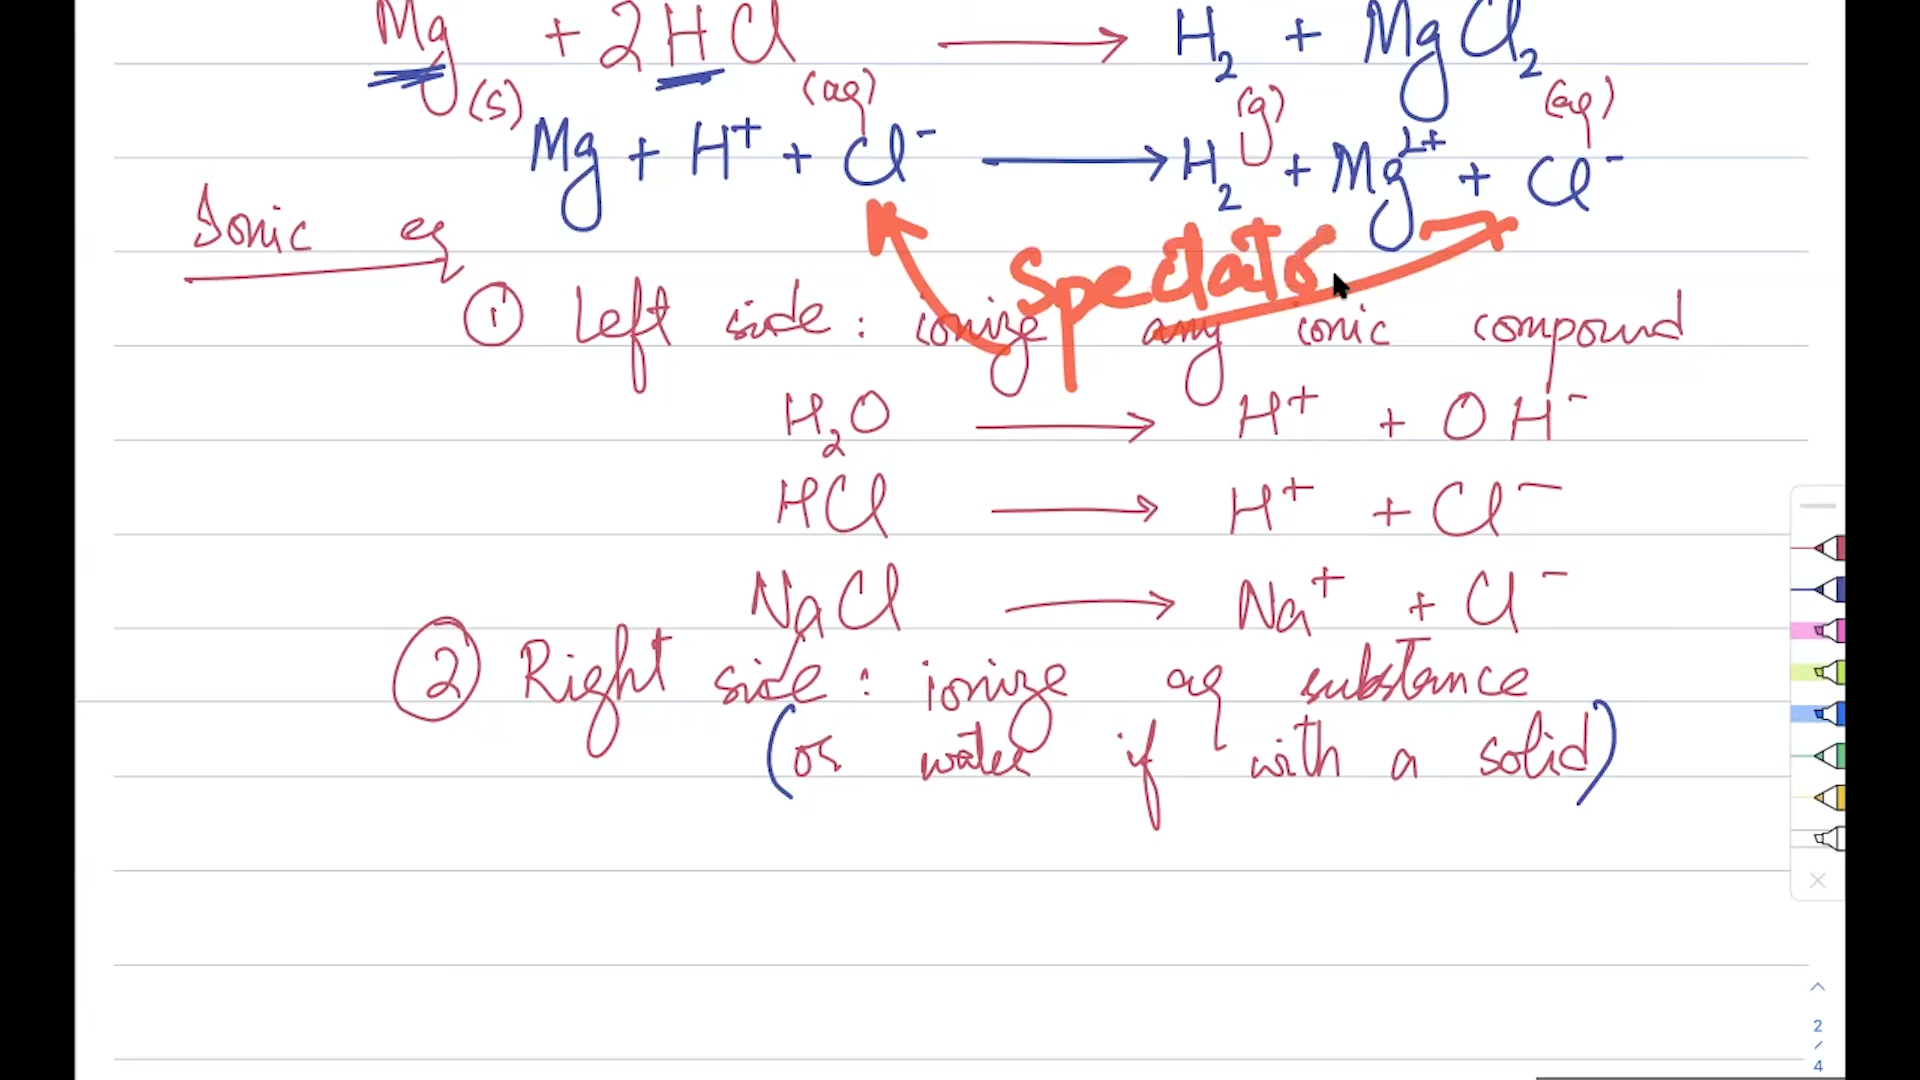 Mg(s) + 2HCl(aq) → H₂(g) + MgCl₂(aq)
Mg + H⁺ + Cl⁻ → H₂ + Mg²⁺ + Cl⁻
Ionic eq
Spectator
① Left side : ionize any ionic compound
H₂O → H⁺ + OH⁻
HCl → H⁺ + Cl⁻
NaCl → Na⁺ + Cl⁻
② Right side : ionize aq substance
(or water if with a solid)
2
/
4